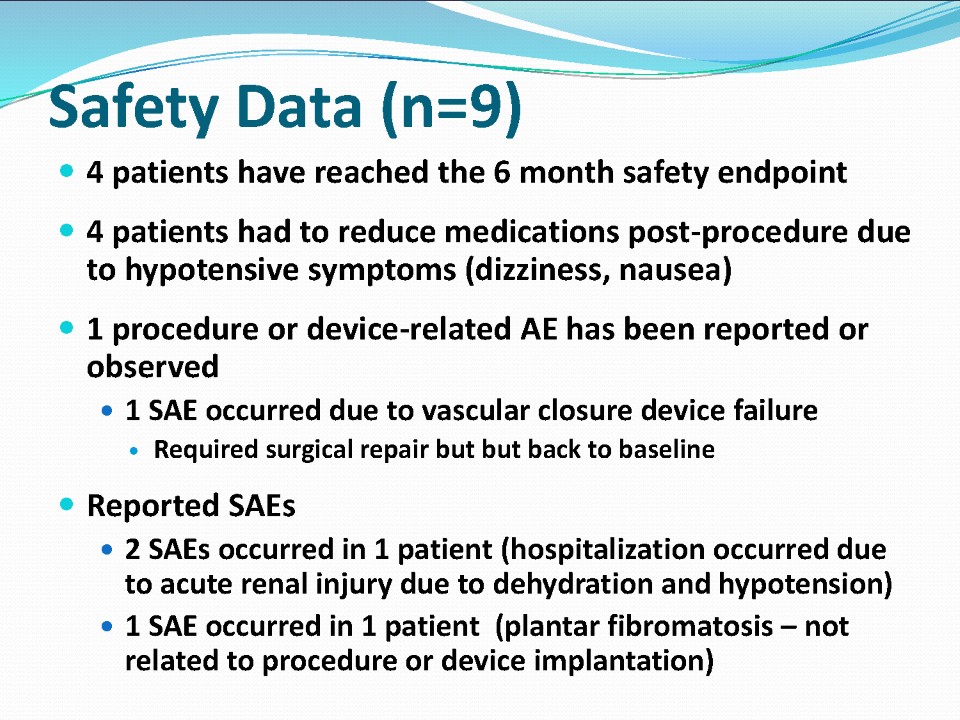 Safety Data (n=9)
• 4 patients have reached the 6 month safety endpoint
• 4 patients had to reduce medications post-procedure due
to hypotensive symptoms (dizziness, nausea)
• 1 procedure or device-related AE has been reported or
observed
• 1 SAE occurred due to vascular closure device failure
• Required surgical repair but but back to baseline
• Reported SAEs
• 2 SAEs occurred in 1 patient (hospitalization occurred due
to acute renal injury due to dehydration and hypotension)
• 1 SAE occurred in 1 patient  (plantar fibromatosis – not
related to procedure or device implantation)